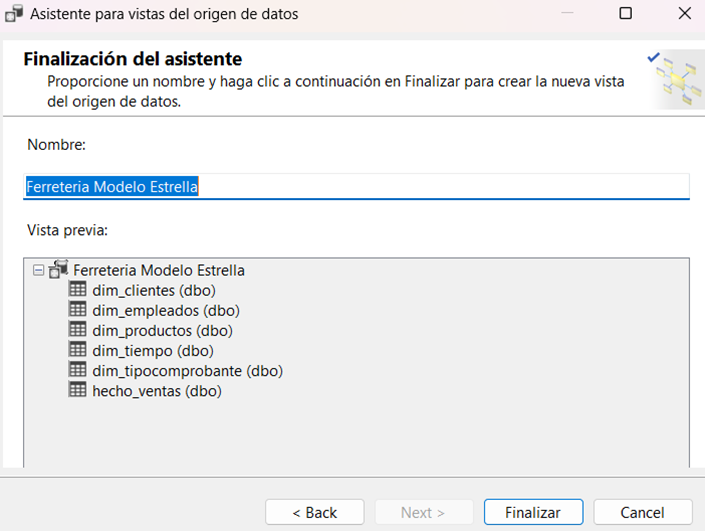 Asistente para vistas del origen de datos
Finalización del asistente
Proporcione un nombre y haga clic a continuación en Finalizar para crear la nueva vista
del origen de datos.
Nombre:
Ferreteria Modelo Estrella
Vista previa:
Ferreteria Modelo Estrella
dim_clientes (dbo)
dim_empleados (dbo)
dim_productos (dbo)
dim_tiempo (dbo)
dim_tipocomprobante (dbo)
hecho_ventas (dbo)
< Back
Next >
Finalizar
Cancel